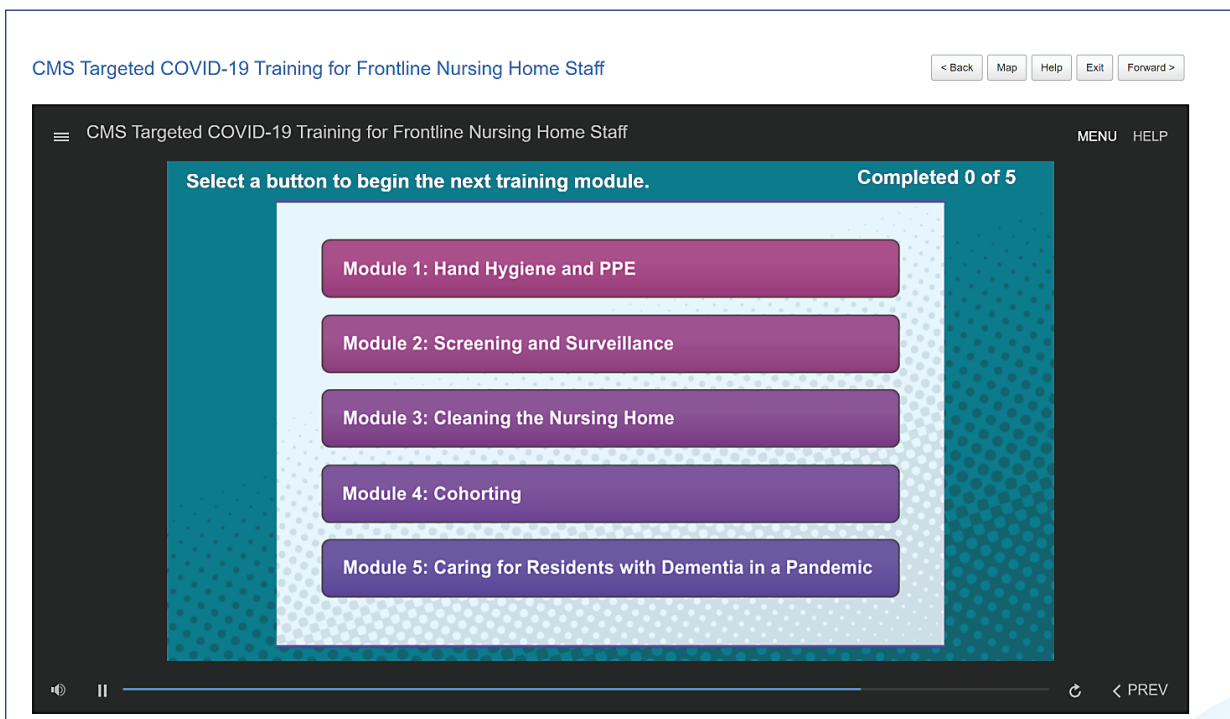 CMS Targeted COVID-19 Training for Frontline Nursing Home Staff
< Back Map Help Exit Forward >
CMS Targeted COVID-19 Training for Frontline Nursing Home Staff
MENU HELP
Select a button to begin the next training module.
Completed 0 of 5
Module 1: Hand Hygiene and PPE
Module 2: Screening and Surveillance
Module 3: Cleaning the Nursing Home
Module 4: Cohorting
Module 5: Caring for Residents with Dementia in a Pandemic
PREV